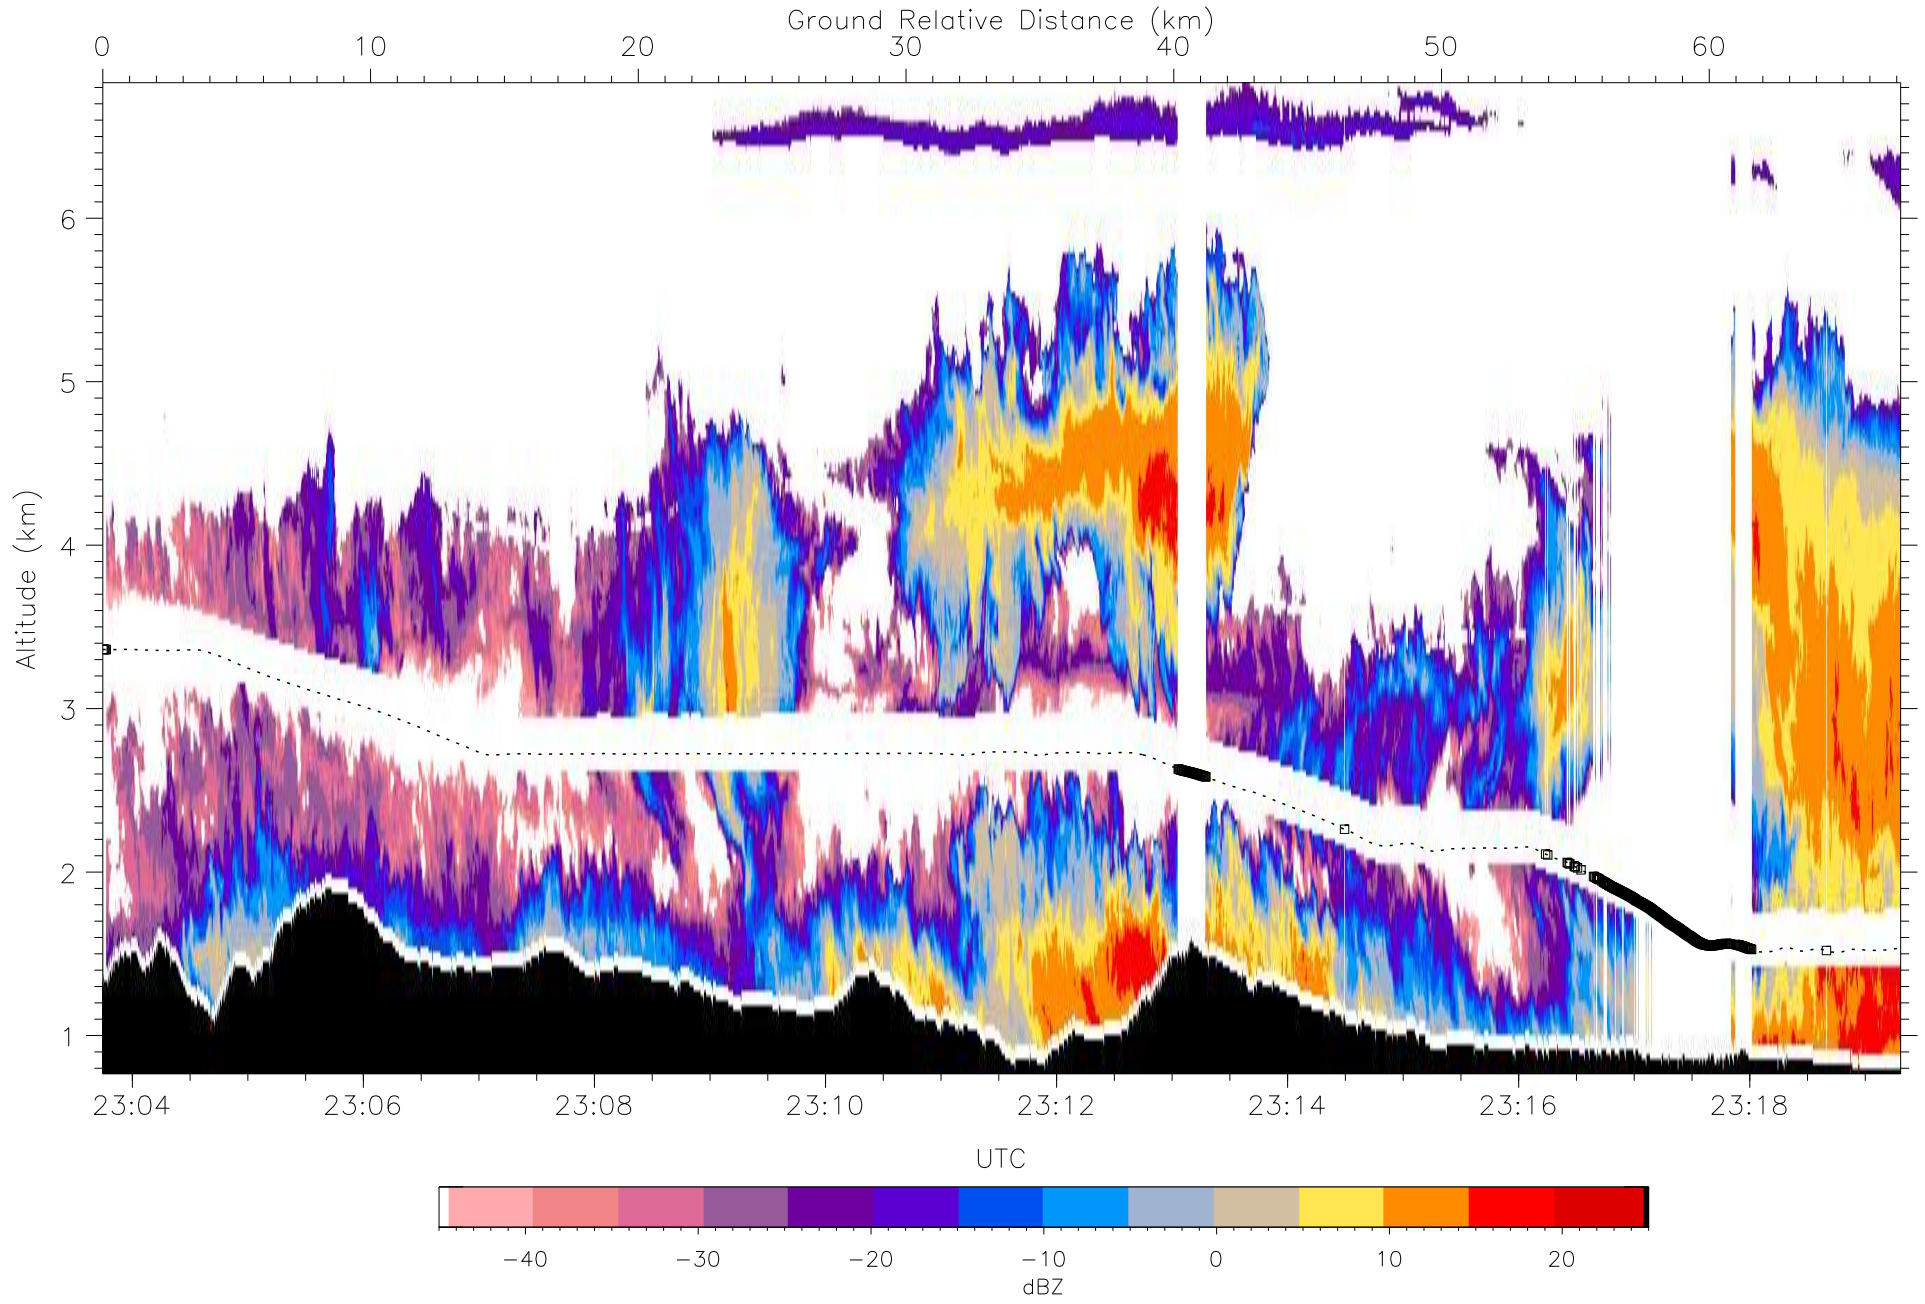 Ground Relative Distance (km)
0 10 20 30 40 50 60
6
5
4
3
2
1
Altitude (km)
23:04 23:06 23:08 23:10 23:12 23:14 23:16 23:18
UTC
−40 −30 −20 −10 0 10 20
dBZ